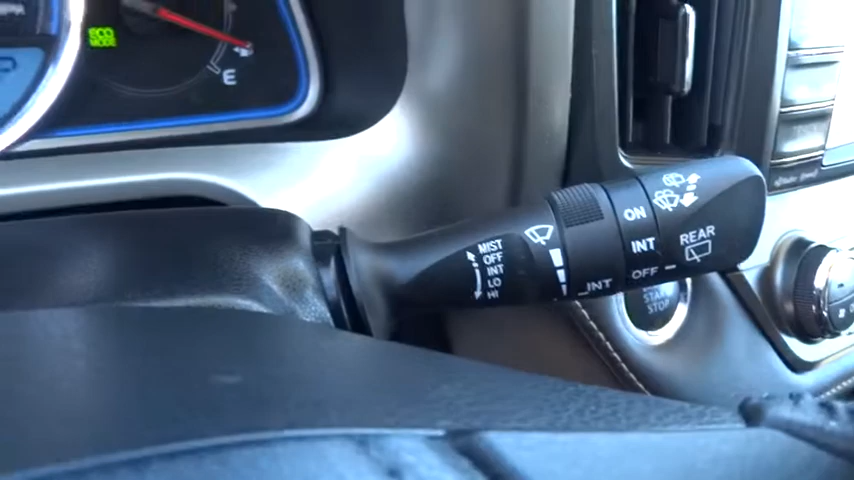 ECO
MODE
E
MIST
OFF
INT
LO
HI
INT
ON
INT
OFF
REAR
START
STOP